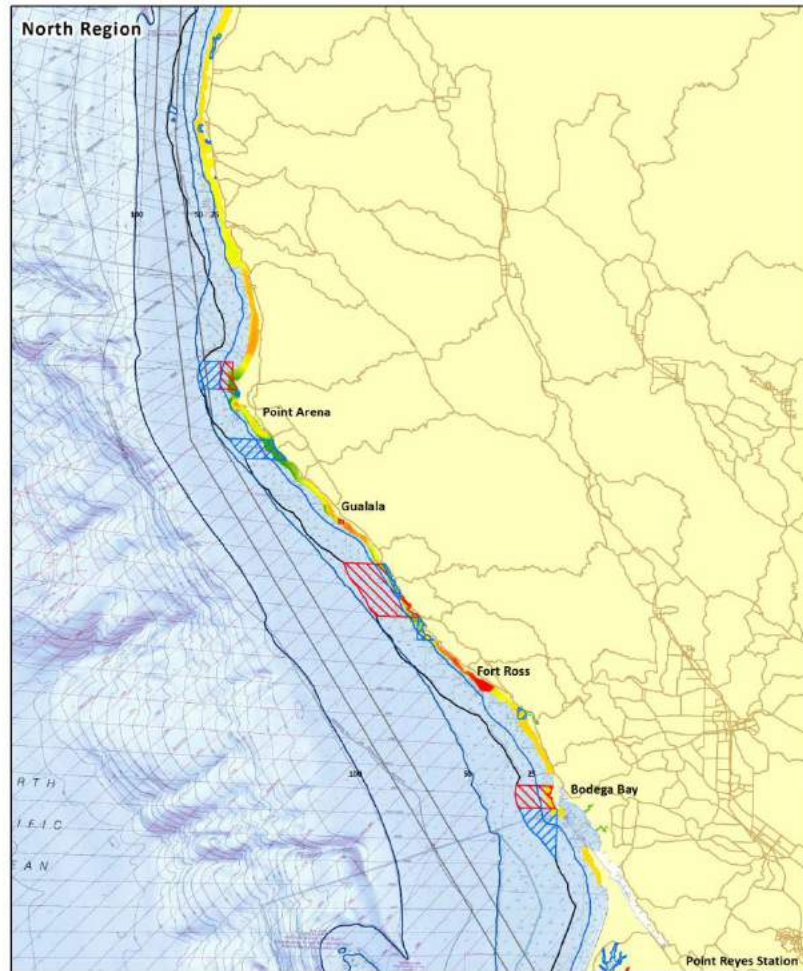 North Region
100
50
25
Point Arena
Gualala
Fort Ross
100
50
25
Bodega Bay
RTH
IFIC
EAN
Point Reyes Station